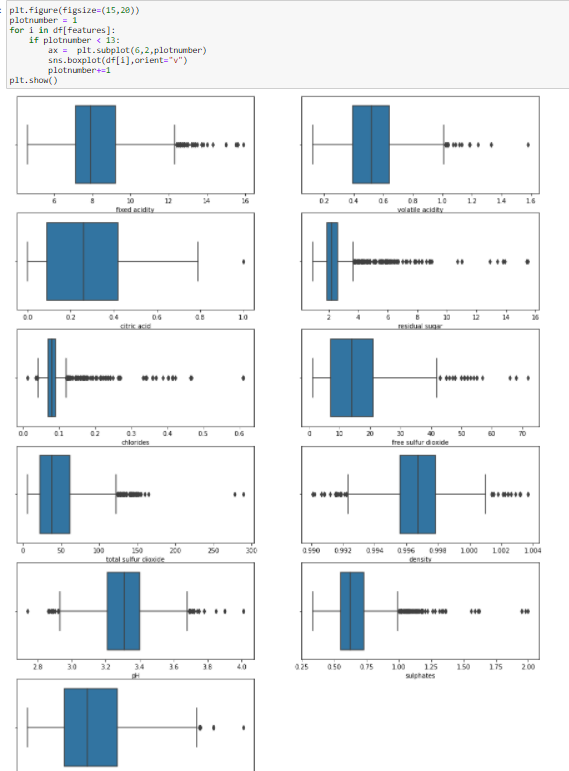 plt.figure(figsize=(15,20))
plotnumber = 1
for i in df[features]:
    if plotnumber < 13:
        ax =  plt.subplot(6,2,plotnumber)
        sns.boxplot(df[i],orient="v")
        plotnumber+=1
plt.show()
6 8 10 12 14 16
fixed acidity
0.2 0.4 0.6 0.8 1.0 1.2 1.4 1.6
volatile acidity
0.0 0.2 0.4 0.6 0.8 1.0
citric acid
2 4 6 8 10 12 14 16
residual sugar
0.0 0.1 0.2 0.3 0.4 0.5 0.6
chlorides
0 10 20 30 40 50 60 70
free sulfur dioxide
0 50 100 150 200 250 300
total sulfur dioxide
0.990 0.992 0.994 0.996 0.998 1.000 1.002 1.004
density
2.8 3.0 3.2 3.4 3.6 3.8 4.0
pH
0.25 0.50 0.75 1.00 1.25 1.50 1.75 2.00
sulphates